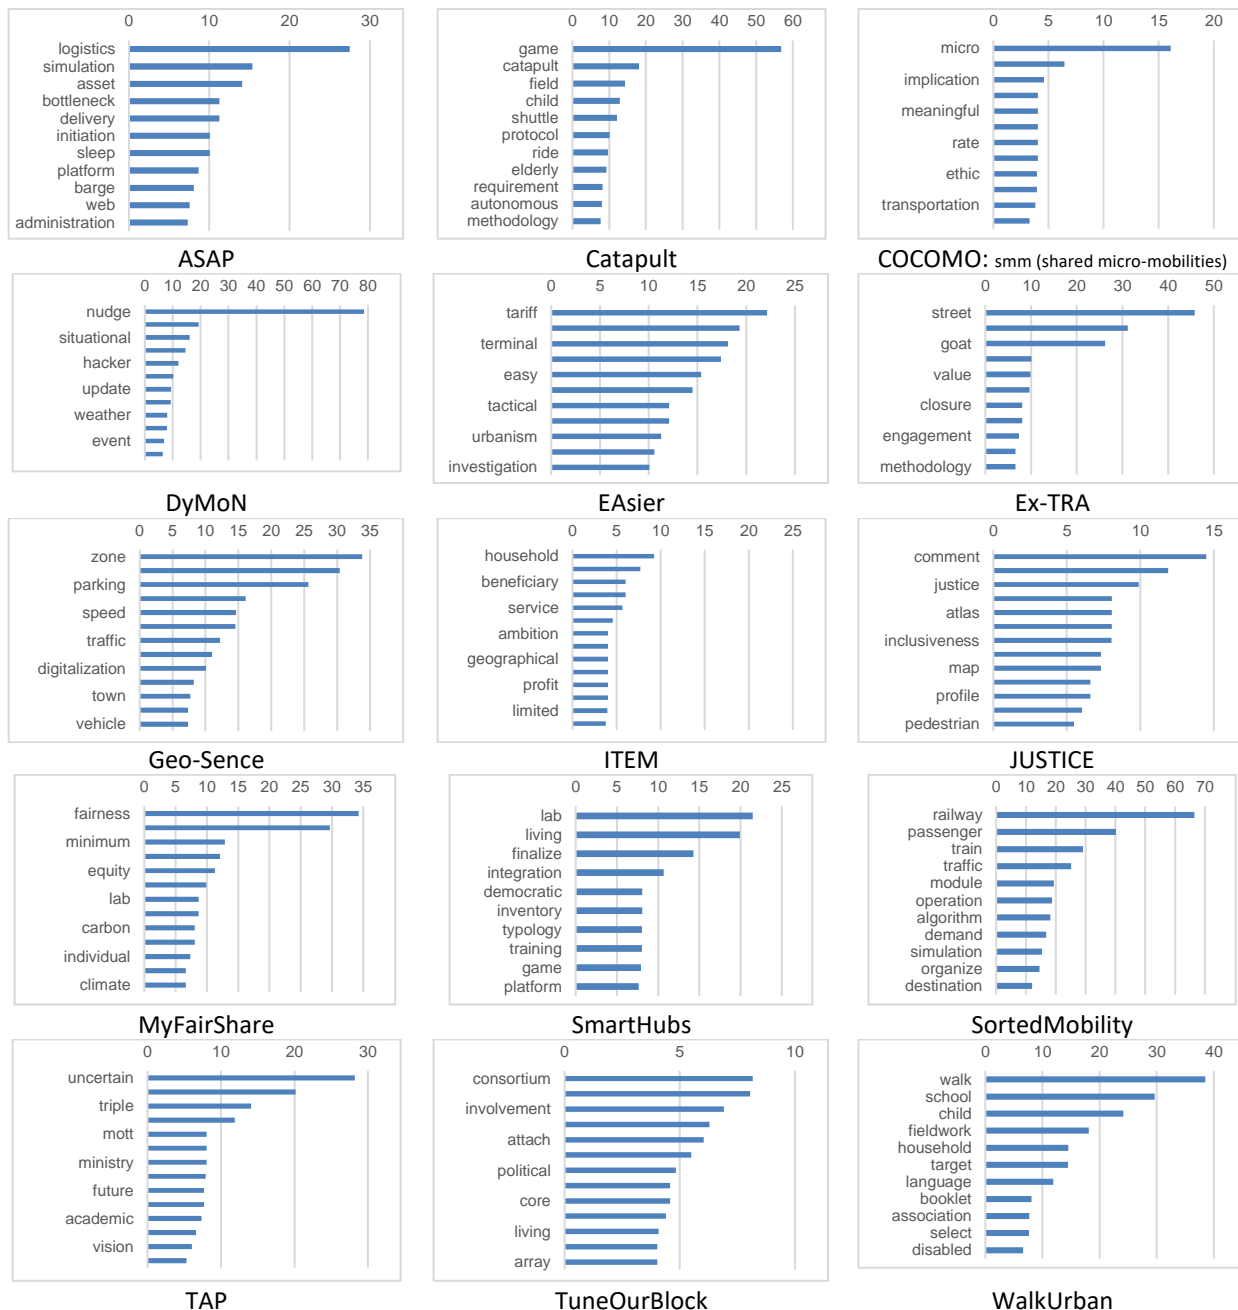 0 10 20 30
logistics
simulation
asset
bottleneck
delivery
initiation
sleep
platform
barge
web
administration
ASAP
0 10 20 30 40 50 60
game
catapult
field
child
shuttle
protocol
ride
elderly
requirement
autonomous
methodology
Catapult
0 5 10 15 20
micro
implication
meaningful
rate
ethic
transportation
COCOMO: smm (shared micro-mobilities)
0 10 20 30 40 50 60 70 80
nudge
situational
hacker
update
weather
event
DyMoN
0 5 10 15 20 25
tariff
terminal
easy
tactical
urbanism
investigation
EAsier
0 10 20 30 40 50
street
goat
value
closure
engagement
methodology
Ex-TRA
0 5 10 15 20 25 30 35
zone
parking
speed
traffic
digitalization
town
vehicle
Geo-Sence
0 5 10 15 20 25
household
beneficiary
service
ambition
geographical
profit
limited
ITEM
0 5 10 15
comment
justice
atlas
inclusiveness
map
profile
pedestrian
JUSTICE
0 5 10 15 20 25 30 35
fairness
minimum
equity
lab
carbon
individual
climate
MyFairShare
0 5 10 15 20 25
lab
living
finalize
integration
democratic
inventory
typology
training
game
platform
SmartHubs
0 10 20 30 40 50 60 70
railway
passenger
train
traffic
module
operation
algorithm
demand
simulation
organize
destination
SortedMobility
0 10 20 30
uncertain
triple
mott
ministry
future
academic
vision
TAP
0 5 10
consortium
involvement
attach
political
core
living
array
TuneOurBlock
0 10 20 30 40
walk
school
child
fieldwork
household
target
language
booklet
association
select
disabled
WalkUrban